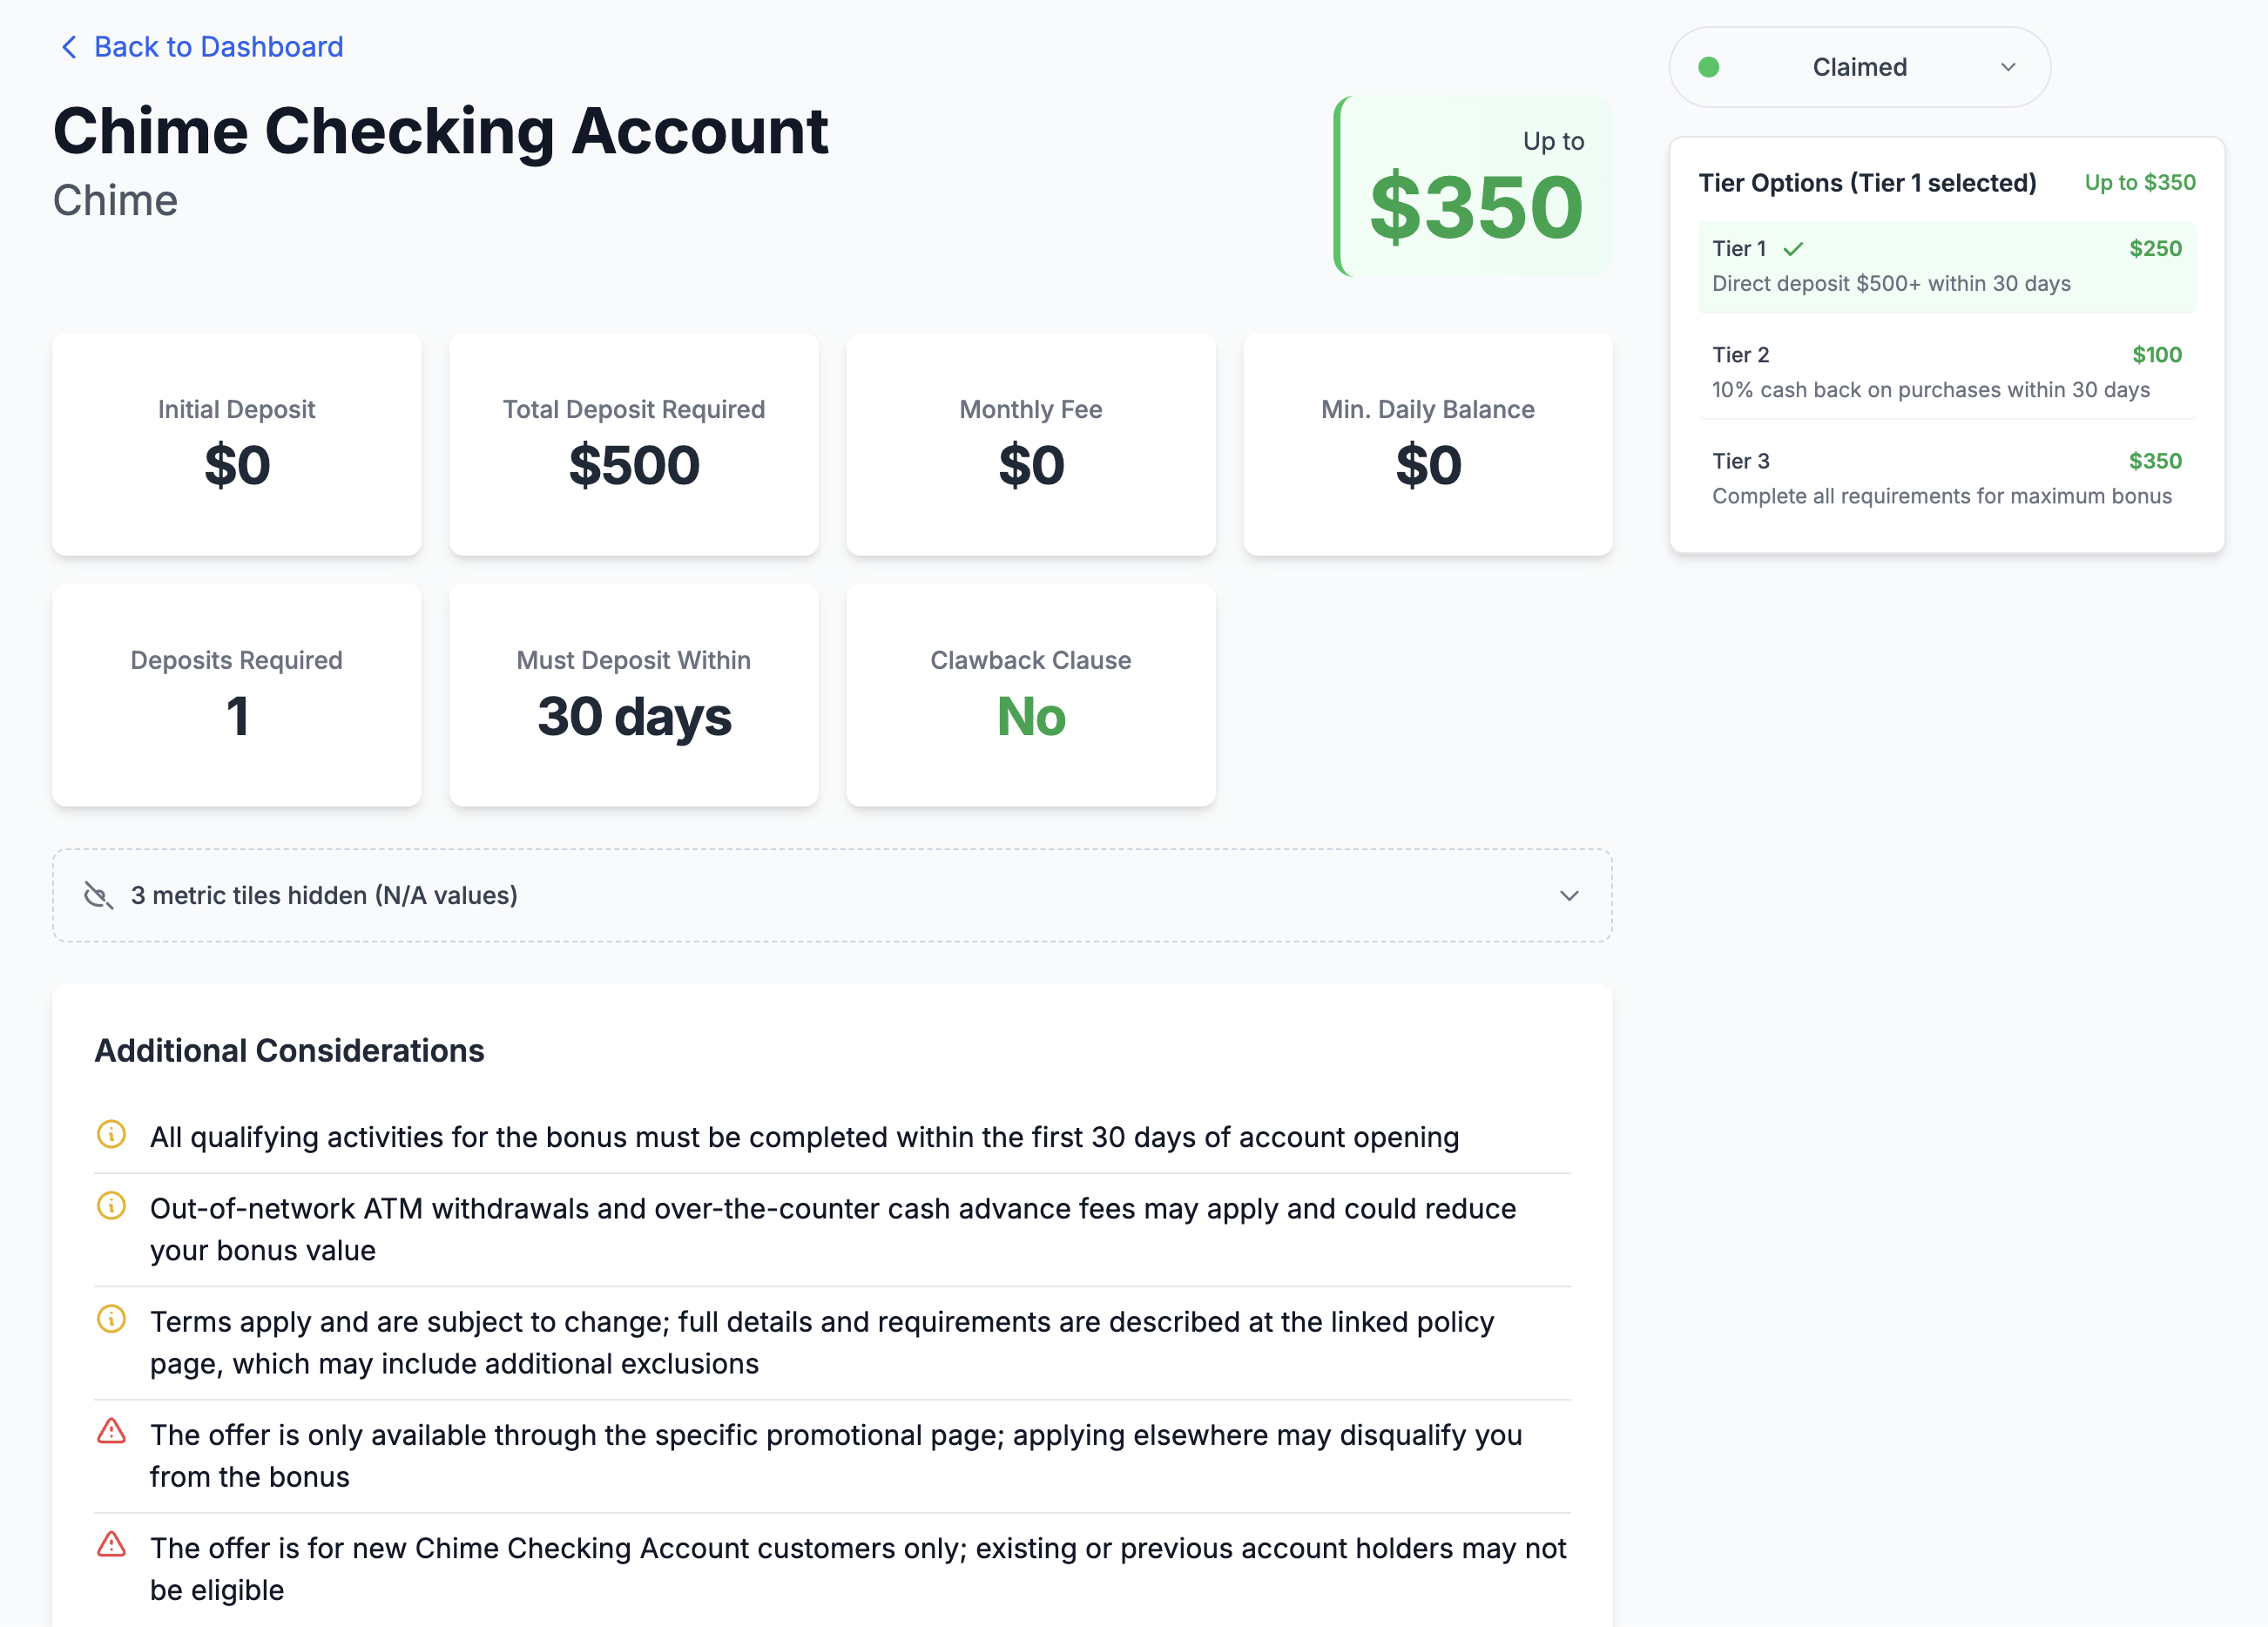 Back to Dashboard
Chime Checking Account
Chime
Up to
$350
Claimed
Tier Options (Tier 1 selected)
Up to $350
Tier 1
$250
Direct deposit $500+ within 30 days
Tier 2
$100
10% cash back on purchases within 30 days
Tier 3
$350
Complete all requirements for maximum bonus
Initial Deposit
$0
Total Deposit Required
$500
Monthly Fee
$0
Min. Daily Balance
$0
Deposits Required
1
Must Deposit Within
30 days
Clawback Clause
No
3 metric tiles hidden (N/A values)
Additional Considerations
All qualifying activities for the bonus must be completed within the first 30 days of account opening
Out-of-network ATM withdrawals and over-the-counter cash advance fees may apply and could reduce
your bonus value
Terms apply and are subject to change; full details and requirements are described at the linked policy
page, which may include additional exclusions
The offer is only available through the specific promotional page; applying elsewhere may disqualify you
from the bonus
The offer is for new Chime Checking Account customers only; existing or previous account holders may not
be eligible